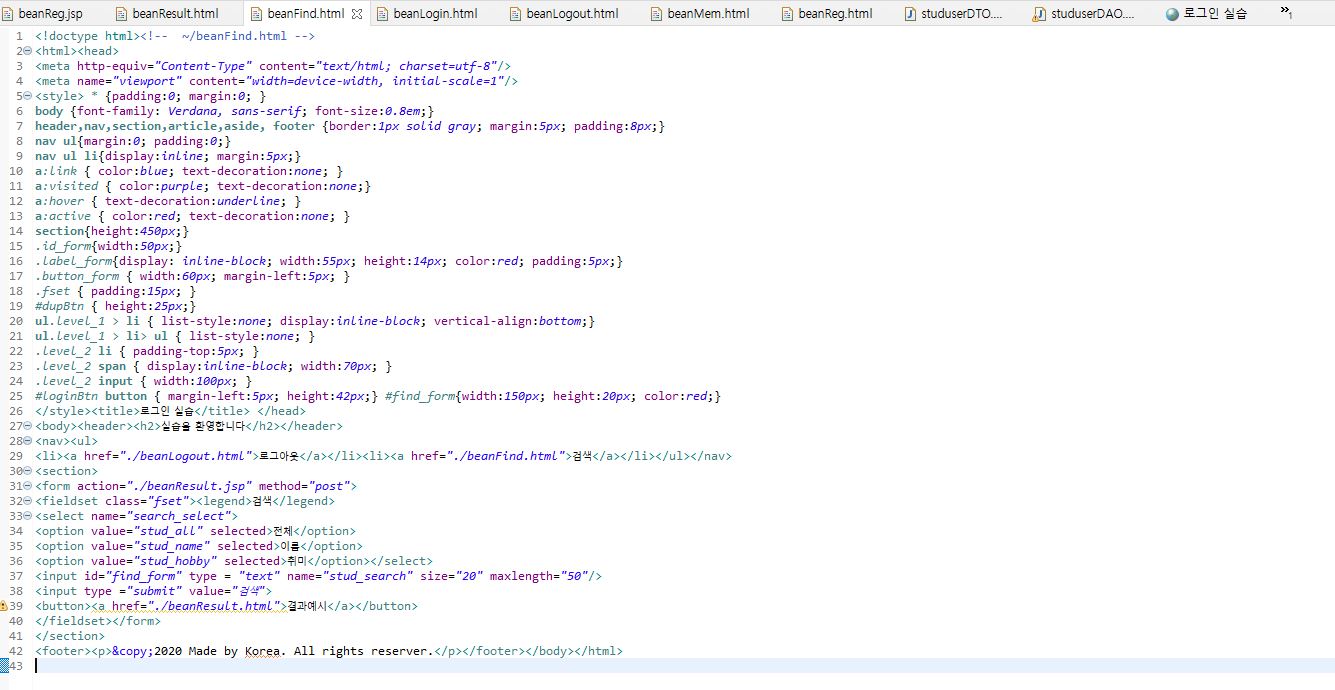 beanReg.jsp beanResult.html beanFind.html beanLogin.html beanLogout.html beanMem.html beanReg.html studuserDTO.... studuserDAO.... 로그인 실습 »1
1 <!doctype html><!--  ~/beanFind.html -->
2 <html><head>
3 <meta http-equiv="Content-Type" content="text/html; charset=utf-8"/>
4 <meta name="viewport" content="width=device-width, initial-scale=1"/>
5 <style> * {padding:0; margin:0; }
6 body {font-family: Verdana, sans-serif; font-size:0.8em;}
7 header,nav,section,article,aside, footer {border:1px solid gray; margin:5px; padding:8px;}
8 nav ul{margin:0; padding:0;}
9 nav ul li{display:inline; margin:5px;}
10 a:link { color:blue; text-decoration:none; }
11 a:visited { color:purple; text-decoration:none;}
12 a:hover { text-decoration:underline; }
13 a:active { color:red; text-decoration:none; }
14 section{height:450px;}
15 .id_form{width:50px;}
16 .label_form{display: inline-block; width:55px; height:14px; color:red; padding:5px;}
17 .button_form { width:60px; margin-left:5px; }
18 .fset { padding:15px; }
19 #dupBtn { height:25px;}
20 ul.level_1 > li { list-style:none; display:inline-block; vertical-align:bottom;}
21 ul.level_1 > li> ul { list-style:none; }
22 .level_2 li { padding-top:5px; }
23 .level_2 span { display:inline-block; width:70px; }
24 .level_2 input { width:100px; }
25 #loginBtn button { margin-left:5px; height:42px;} #find_form{width:150px; height:20px; color:red;}
26 </style><title>로그인 실습</title> </head>
27 <body><header><h2>실습을 환영합니다</h2></header>
28 <nav><ul>
29 <li><a href="./beanLogout.html">로그아웃</a></li><li><a href="./beanFind.html">검색</a></li></ul></nav>
30 <section>
31 <form action="./beanResult.jsp" method="post">
32 <fieldset class="fset"><legend>검색</legend>
33 <select name="search_select">
34 <option value="stud_all" selected>전체</option>
35 <option value="stud_name" selected>이름</option>
36 <option value="stud_hobby" selected>취미</option></select>
37 <input id="find_form" type = "text" name="stud_search" size="20" maxlength="50"/>
38 <input type ="submit" value="검색">
39 <button><a href="./beanResult.html">결과예시</a></button>
40 </fieldset></form>
41 </section>
42 <footer><p>&copy;2020 Made by Korea. All rights reserver.</p></footer></body></html>
43